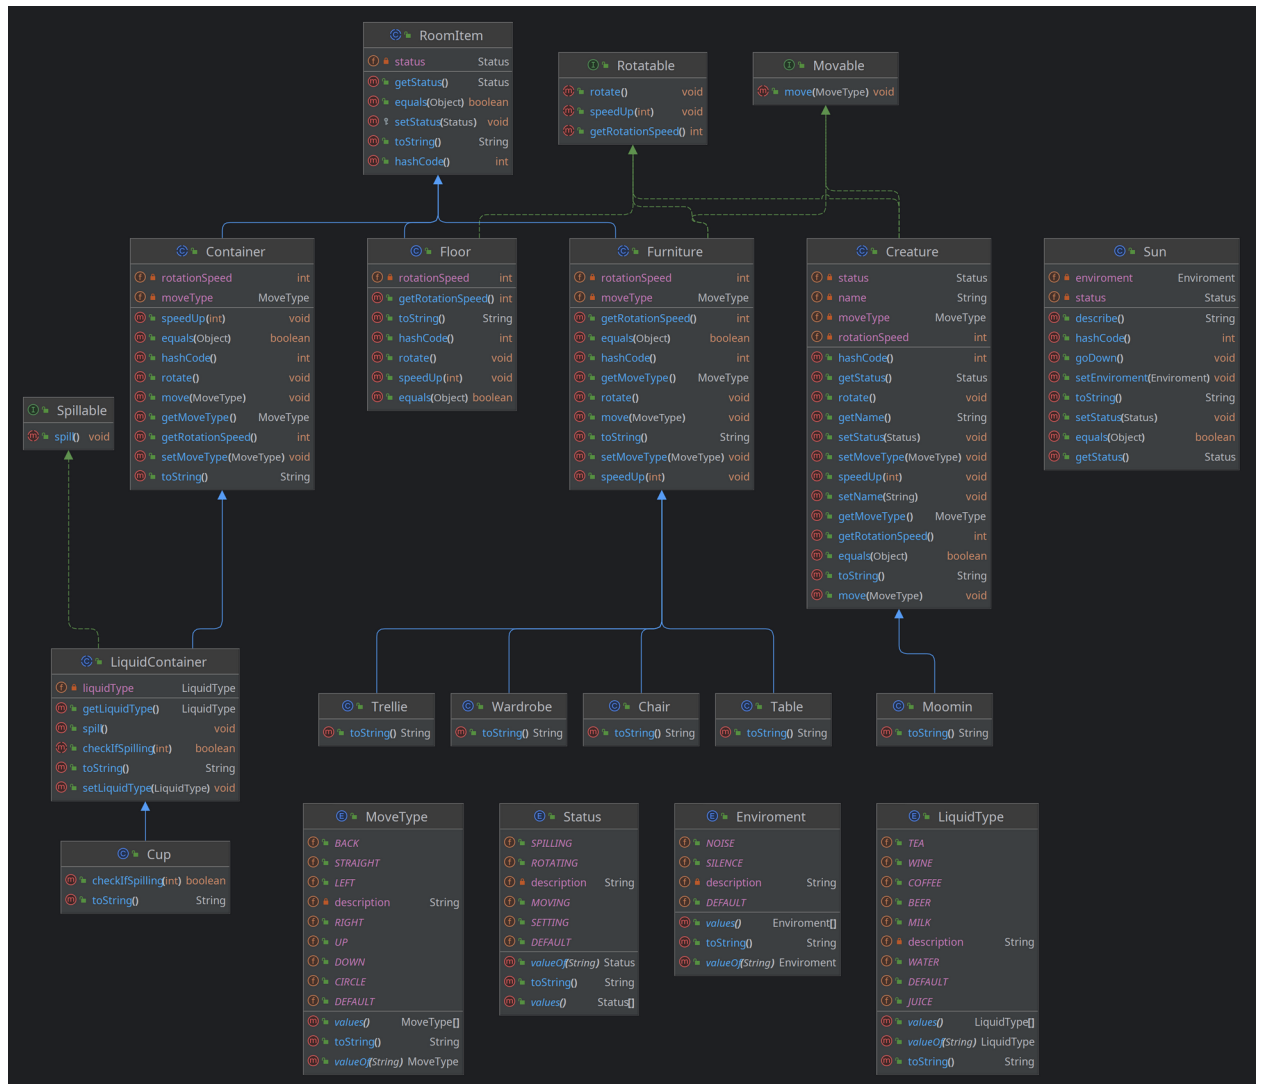 RoomItem
status Status
getStatus() Status
equals(Object) boolean
setStatus(Status) void
toString() String
hashCode() int
Rotatable
rotate() void
speedUp(int) void
getRotationSpeed() int
Movable
move(MoveType) void
Container
rotationSpeed int
moveType MoveType
speedUp(int) void
equals(Object) boolean
hashCode() int
rotate() void
move(MoveType) void
getMoveType() MoveType
getRotationSpeed() int
setMoveType(MoveType) void
toString() String
Floor
rotationSpeed int
getRotationSpeed() int
toString() String
hashCode() int
rotate() void
speedUp(int) void
equals(Object) boolean
Furniture
rotationSpeed int
moveType MoveType
getRotationSpeed() int
equals(Object) boolean
hashCode() int
getMoveType() MoveType
rotate() void
move(MoveType) void
toString() String
setMoveType(MoveType) void
speedUp(int) void
Creature
status Status
name String
moveType MoveType
rotationSpeed int
hashCode() int
getStatus() Status
rotate() void
getName() String
setStatus(Status) void
setMoveType(MoveType) void
speedUp(int) void
setName(String) void
getMoveType() MoveType
getRotationSpeed() int
equals(Object) boolean
toString() String
move(MoveType) void
Sun
enviroment Enviroment
status Status
describe() String
hashCode() int
goDown() void
setEnviroment(Enviroment) void
toString() String
setStatus(Status) void
equals(Object) boolean
getStatus() Status
Spillable
spill() void
LiquidContainer
liquidType LiquidType
getLiquidType() LiquidType
spill() void
checkIfSpilling(int) boolean
toString() String
setLiquidType(LiquidType) void
Trellie
toString() String
Wardrobe
toString() String
Chair
toString() String
Table
toString() String
Moomin
toString() String
Cup
checkIfSpilling(int) boolean
toString() String
MoveType
BACK
STRAIGHT
LEFT
description String
RIGHT
UP
DOWN
CIRCLE
DEFAULT
values() MoveType[]
toString() String
valueOf(String) MoveType
Status
SPILLING
ROTATING
description String
MOVING
SETTING
DEFAULT
valueOf(String) Status
toString() String
values() Status[]
Enviroment
NOISE
SILENCE
description String
DEFAULT
values() Enviroment[]
toString() String
valueOf(String) Enviroment
LiquidType
TEA
WINE
COFFEE
BEER
MILK
description String
WATER
DEFAULT
JUICE
values() LiquidType[]
valueOf(String) LiquidType
toString() String